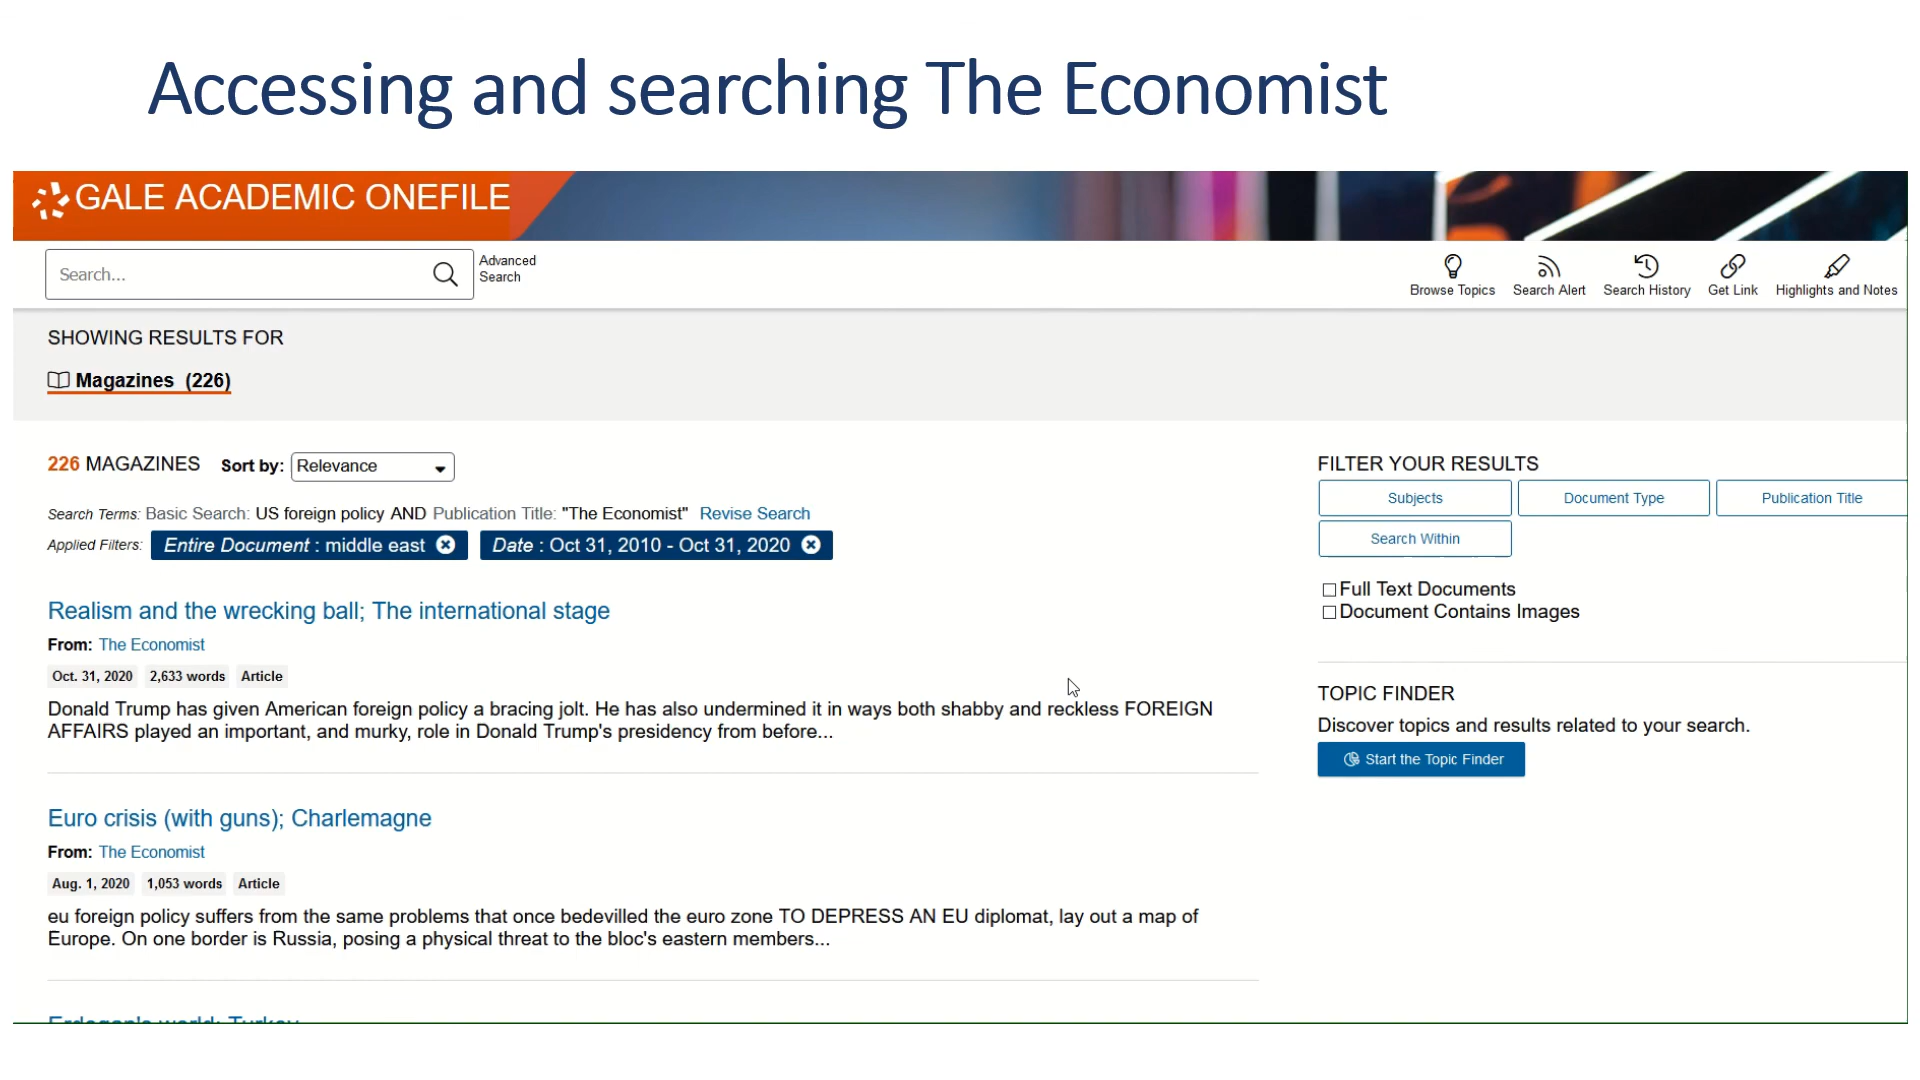 Accessing and searching The Economist
GALE ACADEMIC ONEFILE
Search...
Advanced
Search
Browse Topics
Search Alert
Search History
Get Link
Highlights and Notes
SHOWING RESULTS FOR
Magazines (226)
226 MAGAZINES Sort by: Relevance
Search Terms: Basic Search: US foreign policy AND Publication Title: "The Economist" Revise Search
Applied Filters: Entire Document : middle east Date : Oct 31, 2010 - Oct 31, 2020
Realism and the wrecking ball; The international stage
From: The Economist
Oct. 31, 2020 2,633 words Article
Donald Trump has given American foreign policy a bracing jolt. He has also undermined it in ways both shabby and reckless FOREIGN
AFFAIRS played an important, and murky, role in Donald Trump's presidency from before...
Euro crisis (with guns); Charlemagne
From: The Economist
Aug. 1, 2020 1,053 words Article
eu foreign policy suffers from the same problems that once bedevilled the euro zone TO DEPRESS AN EU diplomat, lay out a map of
Europe. On one border is Russia, posing a physical threat to the bloc's eastern members...
Erdogan's world; Turkey
FILTER YOUR RESULTS
Subjects
Document Type
Publication Title
Search Within
Full Text Documents
Document Contains Images
TOPIC FINDER
Discover topics and results related to your search.
Start the Topic Finder